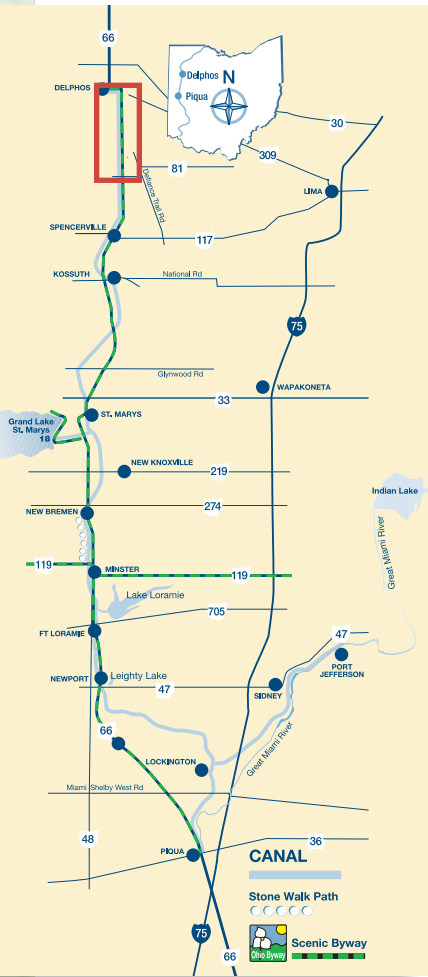 66
Delphos
N
Piqua
DELPHOS
30
309
81
Defiance Trail Rd
LIMA
SPENCERVILLE
117
KOSSUTH
National Rd
75
Glynwood Rd
WAPAKONETA
33
Grand Lake
St. Marys
18
ST. MARYS
NEW KNOXVILLE
219
Indian Lake
274
NEW BREMEN
Great Miami River
119
MINSTER
119
Lake Loramie
705
FT LORAMIE
47
PORT
JEFFERSON
NEWPORT
Leighty Lake
47
SIDNEY
66
Great Miami River
LOCKINGTON
Miami Shelby West Rd
48
36
PIQUA
CANAL
Stone Walk Path
75
Ohio Byway
Scenic Byway
66